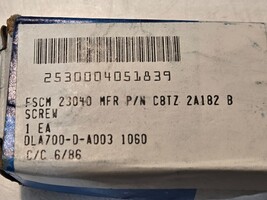 2530004051839
FSCM 23040 MFR P/N C8TZ 2A182 B
SCREW
1 EA
DLA700-D-A003 1060
C/C 6/86